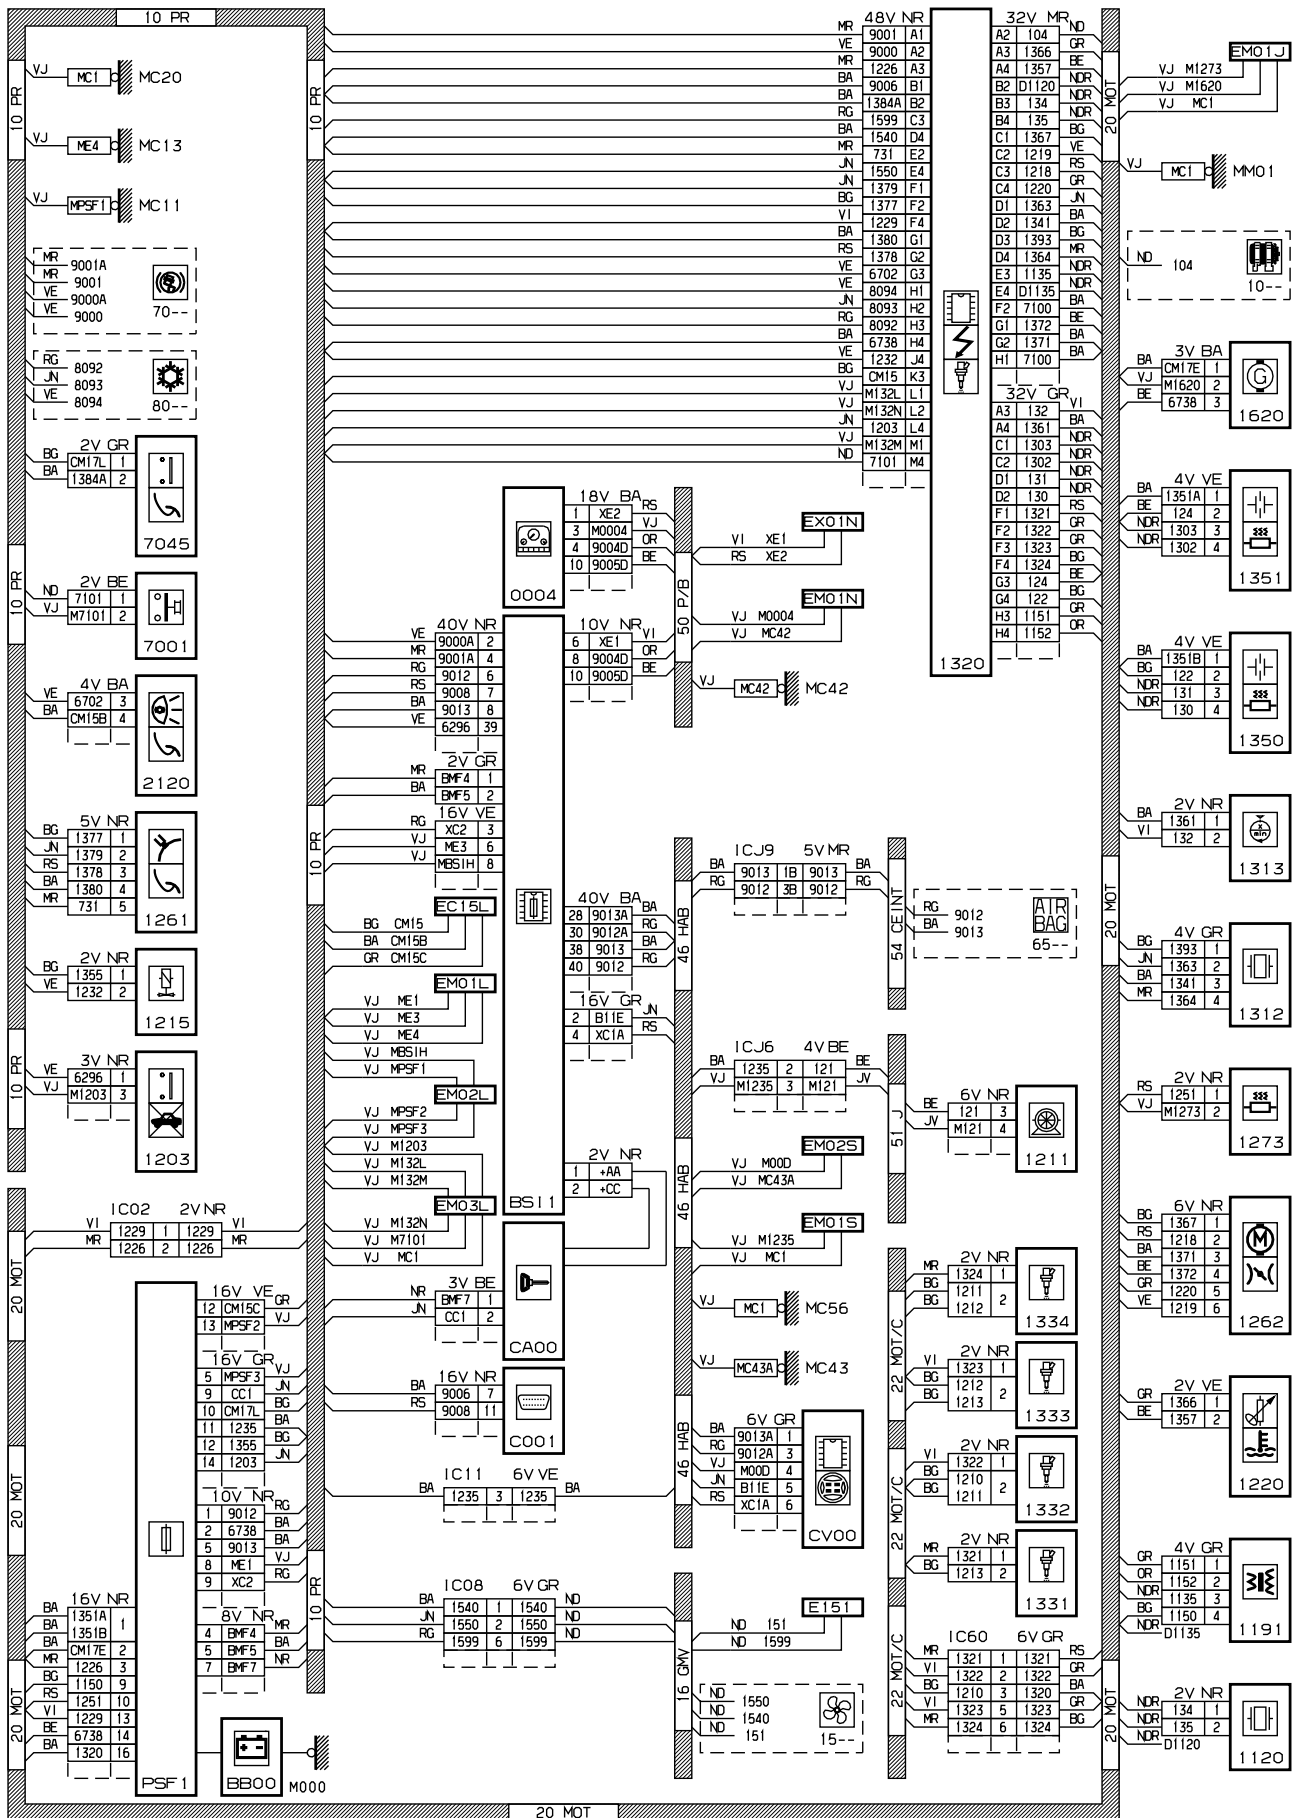 10 PR
VJ MC1 MC20
VJ ME4 MC13
VJ MPSF1 MC11
10 PR
MR 9001A
MR 9001
VE 9000A
VE 9000
70--
RG 8092
JN 8093
VE 8094
80--
2V GR
BG CM17L 1
BA 1384A 2
7045
10 PR
2V BE
ND 7101 1
VJ M7101 2
7001
4V BA
VE 6702 3
BA CM15B 4
2120
5V NR
BG 1377 1
JN 1379 2
RS 1378 3
BA 1380 4
MR 731 5
1261
2V NR
BG 1355 1
VE 1232 2
1215
10 PR
3V NR
VE 6296 1
VJ M1203 3
1203
IC02 2V NR
VI 1229 1 1229 VI
MR 1226 2 1226 MR
20 MOT
16V VE
12 CM15C GR
13 MPSF2 VJ
16V GR
5 MPSF3 VJ
9 CC1 JN
10 CM17L BG
11 1235 BA
12 1355 BG
14 1203 JN
20 MOT
10V NR
1 9012 RG
2 6738 BA
5 9013 BA
8 ME1 VJ
9 XC2 RG
8V NR
4 BMF4 MR
5 BMF5 BA
7 BMF7 NR
16V NR
BA 1351A 1
BA 1351B
BA CM17E 2
MR 1226 3
BG 1150 9
RS 1251 10
VI 1229 13
BE 6738 14
BA 1320 16
20 MOT
PSF1
BB00
M000
20 MOT
10 PR
48V NR
MR 9001 A1
VE 9000 A2
MR 1226 A3
BA 9006 B1
BA 1384A B2
RG 1599 C3
BA 1540 D4
MR 731 E2
JN 1550 E4
JN 1379 F1
BG 1377 F2
VI 1229 F4
BA 1380 G1
RS 1378 G2
VE 6702 G3
VE 8094 H1
JN 8093 H2
RG 8092 H3
BA 6738 H4
VE 1232 J4
BG CM15 K3
VJ M132L L1
VJ M132N L2
JN 1203 L4
VJ M132M M1
ND 7101 M4
32V MR
A2 104 ND
A3 1366 GR
A4 1357 BE
B2 D1120 NDR
B3 134 NDR
B4 135 NDR
C1 1367 BG
C2 1219 VE
C3 1218 RS
C4 1220 GR
D1 1363 JN
D2 1341 BA
D3 1393 BG
D4 1364 MR
E3 1135 NDR
E4 D1135 NDR
F2 7100 BA
G1 1372 BE
G2 1371 BA
H1 7100 BA
32V GR
A3 132 VI
A4 1361 BA
C1 1303 NDR
C2 1302 NDR
D1 131 NDR
D2 130 NDR
F1 1321 RS
F2 1322 GR
F3 1323 GR
F4 1324 BG
G3 124 BE
G4 122 BG
H3 1151 GR
H4 1152 OR
1320
18V BA
1 XE2 RS
3 M0004 VJ
4 9004D OR
10 9005D BE
0004
50 P/B
VI XE1
RS XE2
EX01N
VJ M0004
VJ MC42
EM01N
VJ MC42 MC42
10V NR
6 XE1 VI
8 9004D OR
10 9005D BE
40V NR
VE 9000A 2
MR 9001A 4
RG 9012 6
RS 9008 7
BA 9013 8
VE 6296 39
2V GR
MR BMF4 1
BA BMF5 2
16V VE
RG XC2 3
VJ ME3 6
VJ MBSIH 8
10 PR
EC15L
BG CM15
BA CM15B
GR CM15C
EM01L
VJ ME1
VJ ME3
VJ ME4
VJ MBSIH
VJ MPSF1
EM02L
VJ MPSF2
VJ MPSF3
VJ M1203
VJ M132L
VJ M132M
EM03L
VJ M132N
VJ M7101
VJ MC1
40V BA
28 9013A BA
30 9012A RG
38 9013 BA
40 9012 RG
16V GR
2 B11E JN
4 XC1A RS
2V NR
1 +AA
2 +CC
BSI1
3V BE
NR BMF7 1
JN CC1 2
CA00
16V NR
BA 9006 7
RS 9008 11
C001
IC11 6V VE
BA 1235 3 1235 BA
10 PR
IC08 6V GR
BA 1540 1 1540 ND
JN 1550 2 1550 ND
RG 1599 6 1599 ND
46 HAB
ICJ9 5V MR
BA 9013 1B 9013 BA
RG 9012 3B 9012 RG
54 CE INT
RG 9012
BA 9013
AIR BAG
65--
ICJ6 4V BE
BA 1235 2 121 BE
VJ M1235 3 M121 JV
51 J
6V NR
BE 121 3
JV M121 4
1211
46 HAB
EM02S
VJ M00D
VJ MC43A
EM01S
VJ M1235
VJ MC1
VJ MC1 MC56
VJ MC43A MC43
46 HAB
6V GR
BA 9013A 1
RG 9012A 3
VJ M00D 4
JN B11E 5
RS XC1A 6
CV00
16 GMV
E151
ND 151
ND 1599
ND 1550
ND 1540
ND 151
15--
22 MOT/C
2V NR
MR 1324 1
BG 1211 2
BG 1212
1334
2V NR
VI 1323 1
BG 1212 2
BG 1213
1333
22 MOT/C
2V NR
VI 1322 1
BG 1210 2
BG 1211
1332
2V NR
MR 1321 1
BG 1213 2
1331
22 MOT/C
IC60 6V GR
MR 1321 1 1321 RS
VI 1322 2 1322 GR
BG 1210 3 1320 BA
VI 1323 5 1323 GR
MR 1324 6 1324 BG
20 MOT
EM01J
VJ M1273
VJ M1620
VJ MC1
VJ MC1 MM01
ND 104
10--
3V BA
BA CM17E 1
VJ M1620 2
BE 6738 3
G
1620
4V VE
BA 1351A 1
BE 124 2
NDR 1303 3
NDR 1302 4
1351
4V VE
BA 1351B 1
BG 122 2
NDR 131 3
NDR 130 4
1350
2V NR
BA 1361 1
VI 132 2
x min
1313
20 MOT
4V GR
BG 1393 1
JN 1363 2
BA 1341 3
MR 1364 4
1312
2V NR
RS 1251 1
VJ M1273 2
1273
6V NR
BG 1367 1
RS 1218 2
BA 1371 3
BE 1372 4
GR 1220 5
VE 1219 6
M
1262
2V VE
GR 1366 1
BE 1357 2
1220
4V GR
GR 1151 1
OR 1152 2
NDR 1135 3
BG 1150 4
NDR D1135
1191
20 MOT
2V NR
NDR 134 1
NDR 135 2
NDR D1120
1120